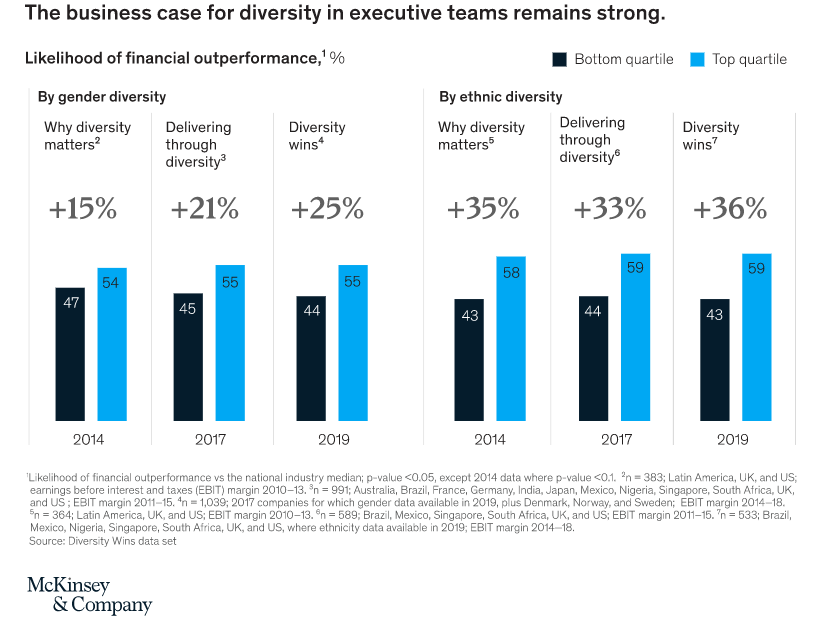 The business case for diversity in executive teams remains strong.
Likelihood of financial outperformance,¹ %
Bottom quartile
Top quartile
By gender diversity
Why diversity
matters²
+15%
47
54
2014
Delivering
through
diversity³
+21%
45
55
2017
Diversity
wins⁴
+25%
44
55
2019
By ethnic diversity
Why diversity
matters⁵
+35%
43
58
2014
Delivering
through
diversity⁶
+33%
44
59
2017
Diversity
wins⁷
+36%
43
59
2019
¹Likelihood of financial outperformance vs the national industry median; p-value <0.05, except 2014 data where p-value <0.1. ²n = 383; Latin America, UK, and US;
earnings before interest and taxes (EBIT) margin 2010–13. ³n = 991; Australia, Brazil, France, Germany, India, Japan, Mexico, Nigeria, Singapore, South Africa, UK,
and US ; EBIT margin 2011–15. ⁴n = 1,039; 2017 companies for which gender data available in 2019, plus Denmark, Norway, and Sweden; EBIT margin 2014–18.
⁵n = 364; Latin America, UK, and US; EBIT margin 2010–13. ⁶n = 589; Brazil, Mexico, Singapore, South Africa, UK, and US; EBIT margin 2011–15. ⁷n = 533; Brazil,
Mexico, Nigeria, Singapore, South Africa, UK, and US, where ethnicity data available in 2019; EBIT margin 2014–18.
Source: Diversity Wins data set
McKinsey
& Company